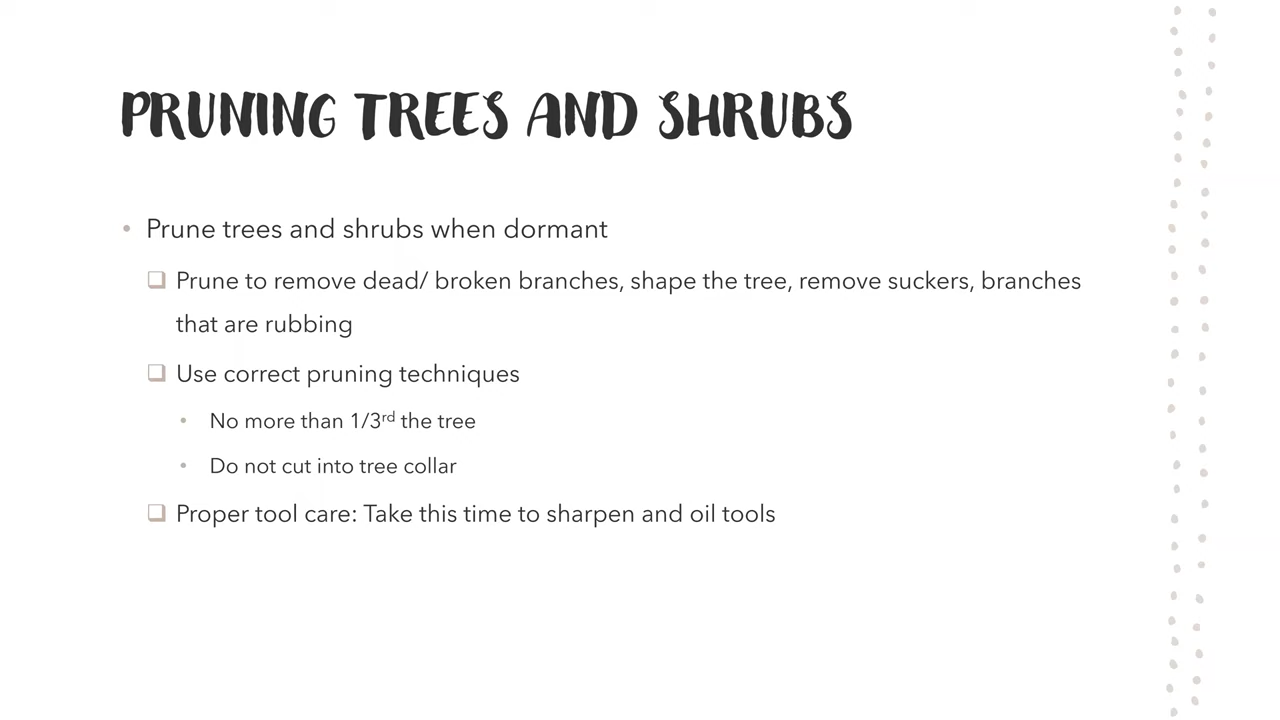 PRUNING TREES AND SHRUBS
• Prune trees and shrubs when dormant
❑ Prune to remove dead/ broken branches, shape the tree, remove suckers, branches
that are rubbing
❑ Use correct pruning techniques
• No more than 1/3rd the tree
• Do not cut into tree collar
❑ Proper tool care: Take this time to sharpen and oil tools